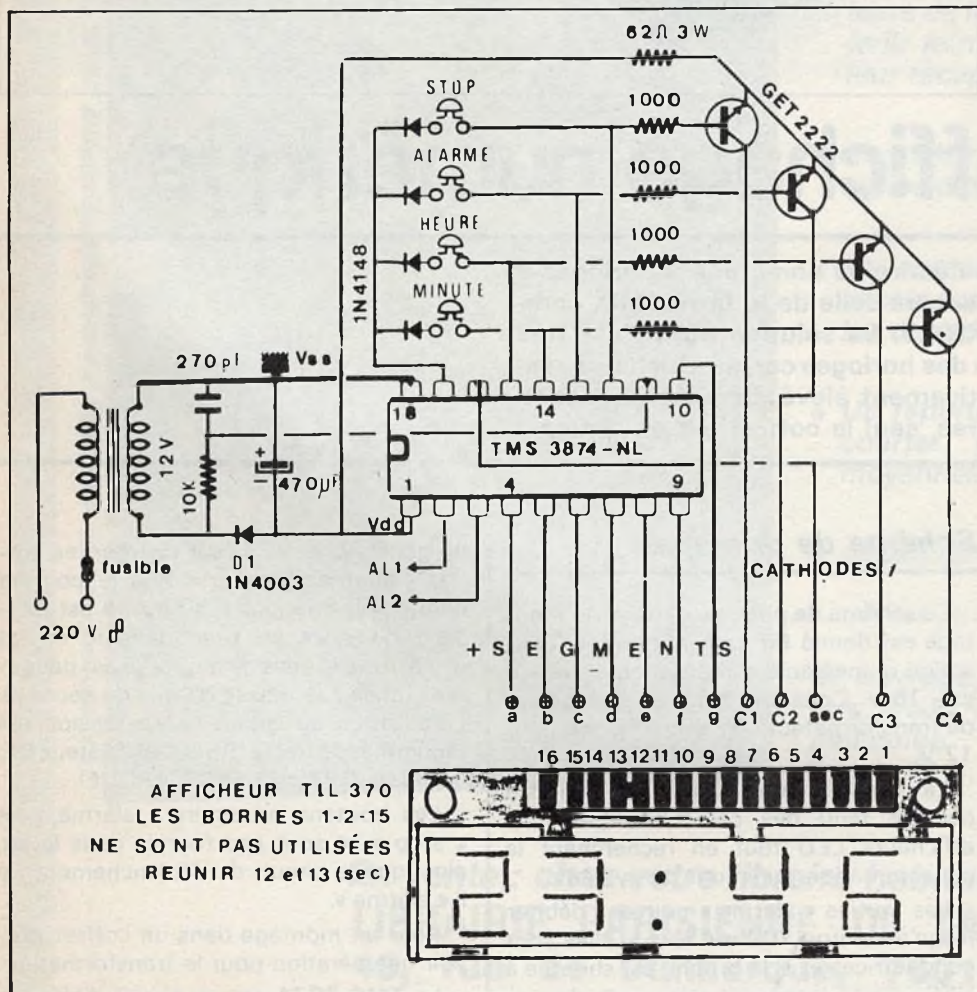 62Ω 3W
GET 2222
STOP
1000
ALARME
1000
HEURE
1000
MINUTE
1000
1N4148
270pf
Vss
18
14
10
TMS 3874-NL
1
4
9
12V
10K
+
−
470µF
Vdd
D1
1N4003
fusible
220 V
AL1
AL2
CATHODES /
+ SEGMENTS
a b c d e f g C1 C2 sec C3 C4
16 15 14 13 12 11 10 9 8 7 6 5 4 3 2 1
AFFICHEUR TIL 370
LES BORNES 1-2-15
NE SONT PAS UTILISÉES
REUNIR 12 et 13 (sec)